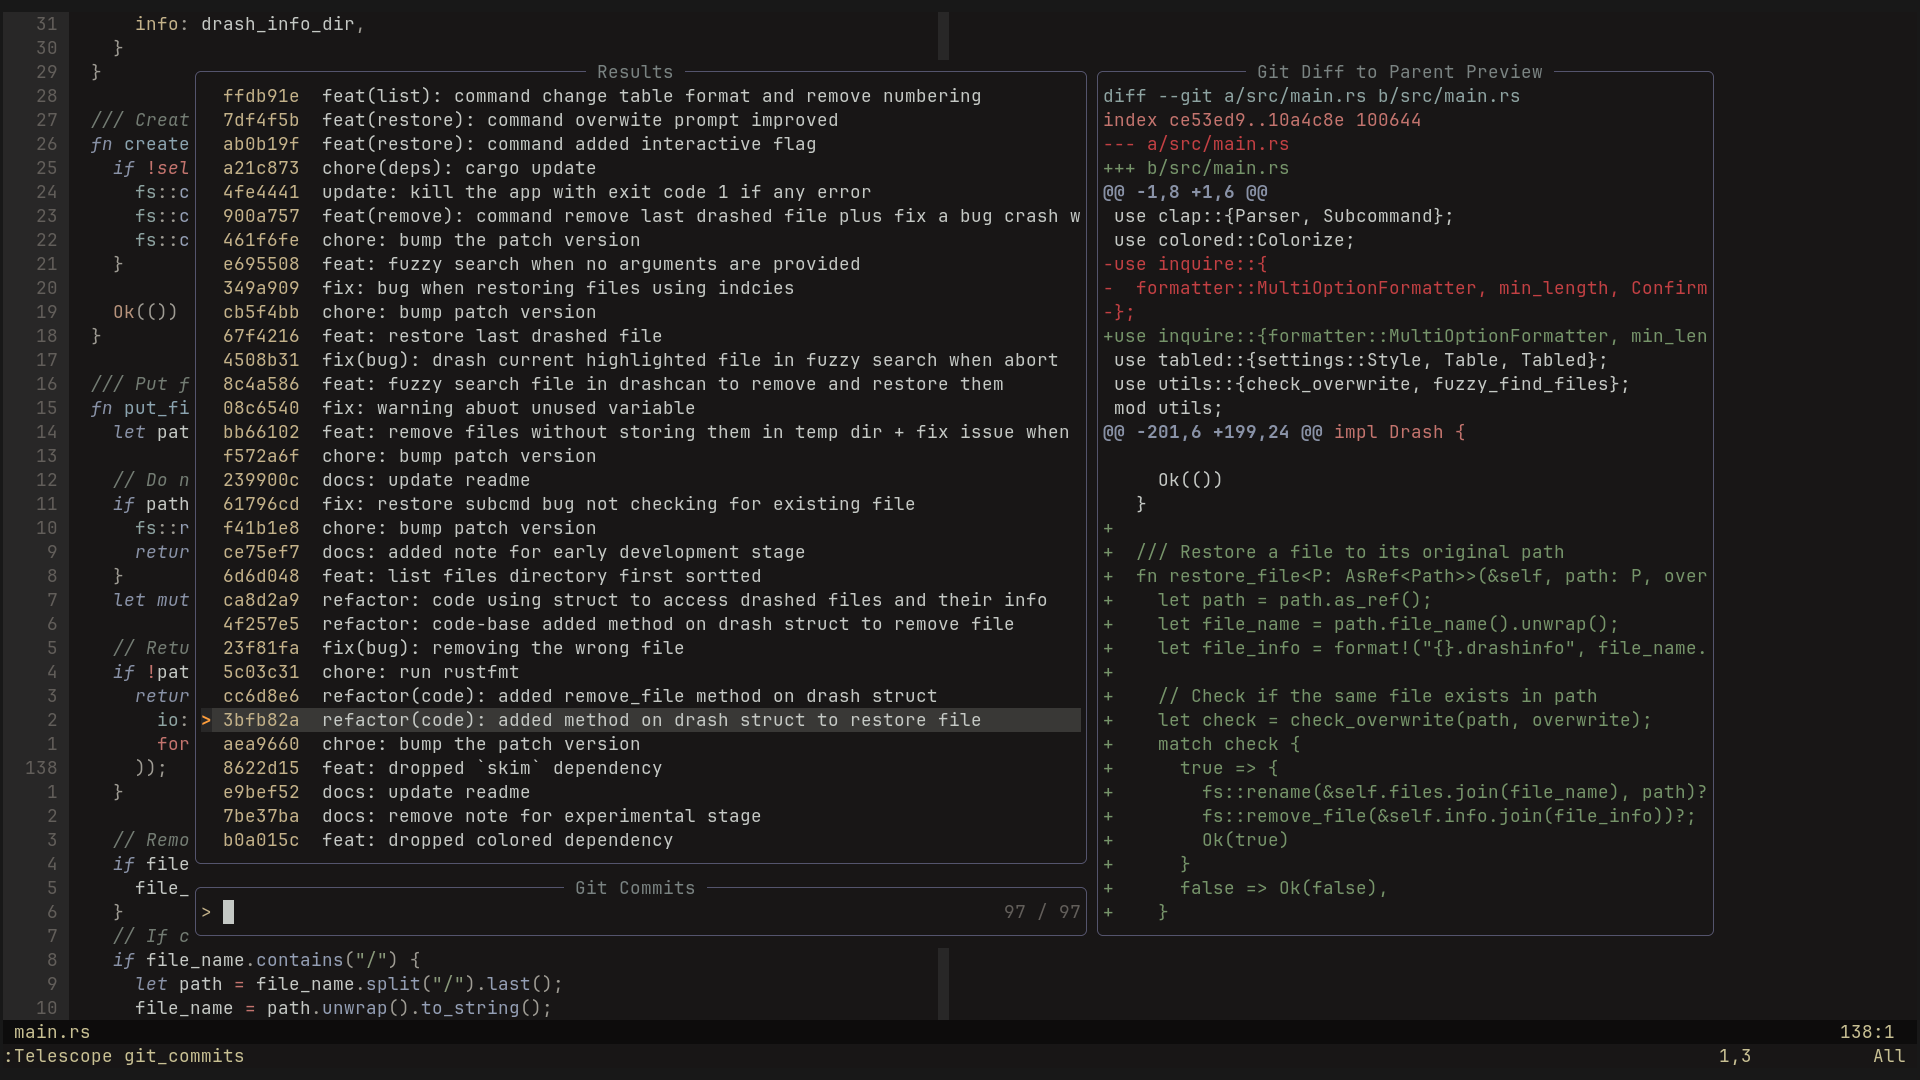 31 info: drash_info_dir,
30 }
29 }
28
27 /// Creat
26 fn create
25 if !sel
24 fs::c
23 fs::c
22 fs::c
21 }
20
19 Ok(())
18 }
17
16 /// Put f
15 fn put_fi
14 let pat
13
12 // Do n
11 if path
10 fs::r
9 retur
8 }
7 let mut
6
5 // Retu
4 if !pat
3 retur
2 io:
1 for
138 ));
1 }
2
3 // Remo
4 if file
5 file_
6 }
7 // If c
8 if file_name.contains("/") {
9 let path = file_name.split("/").last();
10 file_name = path.unwrap().to_string();
Results
ffdb91e feat(list): command change table format and remove numbering
7df4f5b feat(restore): command overwite prompt improved
ab0b19f feat(restore): command added interactive flag
a21c873 chore(deps): cargo update
4fe4441 update: kill the app with exit code 1 if any error
900a757 feat(remove): command remove last drashed file plus fix a bug crash w
461f6fe chore: bump the patch version
e695508 feat: fuzzy search when no arguments are provided
349a909 fix: bug when restoring files using indcies
cb5f4bb chore: bump patch version
67f4216 feat: restore last drashed file
4508b31 fix(bug): drash current highlighted file in fuzzy search when abort
8c4a586 feat: fuzzy search file in drashcan to remove and restore them
08c6540 fix: warning abuot unused variable
bb66102 feat: remove files without storing them in temp dir + fix issue when
f572a6f chore: bump patch version
239900c docs: update readme
61796cd fix: restore subcmd bug not checking for existing file
f41b1e8 chore: bump patch version
ce75ef7 docs: added note for early development stage
6d6d048 feat: list files directory first sortted
ca8d2a9 refactor: code using struct to access drashed files and their info
4f257e5 refactor: code-base added method on drash struct to remove file
23f81fa fix(bug): removing the wrong file
5c03c31 chore: run rustfmt
cc6d8e6 refactor(code): added remove_file method on drash struct
> 3bfb82a refactor(code): added method on drash struct to restore file
aea9660 chroe: bump the patch version
8622d15 feat: dropped `skim` dependency
e9bef52 docs: update readme
7be37ba docs: remove note for experimental stage
b0a015c feat: dropped colored dependency
Git Commits
> 97 / 97
Git Diff to Parent Preview
diff --git a/src/main.rs b/src/main.rs
index ce53ed9..10a4c8e 100644
--- a/src/main.rs
+++ b/src/main.rs
@@ -1,8 +1,6 @@
use clap::{Parser, Subcommand};
use colored::Colorize;
-use inquire::{
- formatter::MultiOptionFormatter, min_length, Confirm
-};
+use inquire::{formatter::MultiOptionFormatter, min_len
use tabled::{settings::Style, Table, Tabled};
use utils::{check_overwrite, fuzzy_find_files};
mod utils;
@@ -201,6 +199,24 @@ impl Drash {

Ok(())
}
+
+ /// Restore a file to its original path
+ fn restore_file<P: AsRef<Path>>(&self, path: P, over
+ let path = path.as_ref();
+ let file_name = path.file_name().unwrap();
+ let file_info = format!("{}.drashinfo", file_name.
+
+ // Check if the same file exists in path
+ let check = check_overwrite(path, overwrite);
+ match check {
+ true => {
+ fs::rename(&self.files.join(file_name), path)?
+ fs::remove_file(&self.info.join(file_info))?;
+ Ok(true)
+ }
+ false => Ok(false),
+ }
main.rs 138:1
:Telescope git_commits 1,3 All